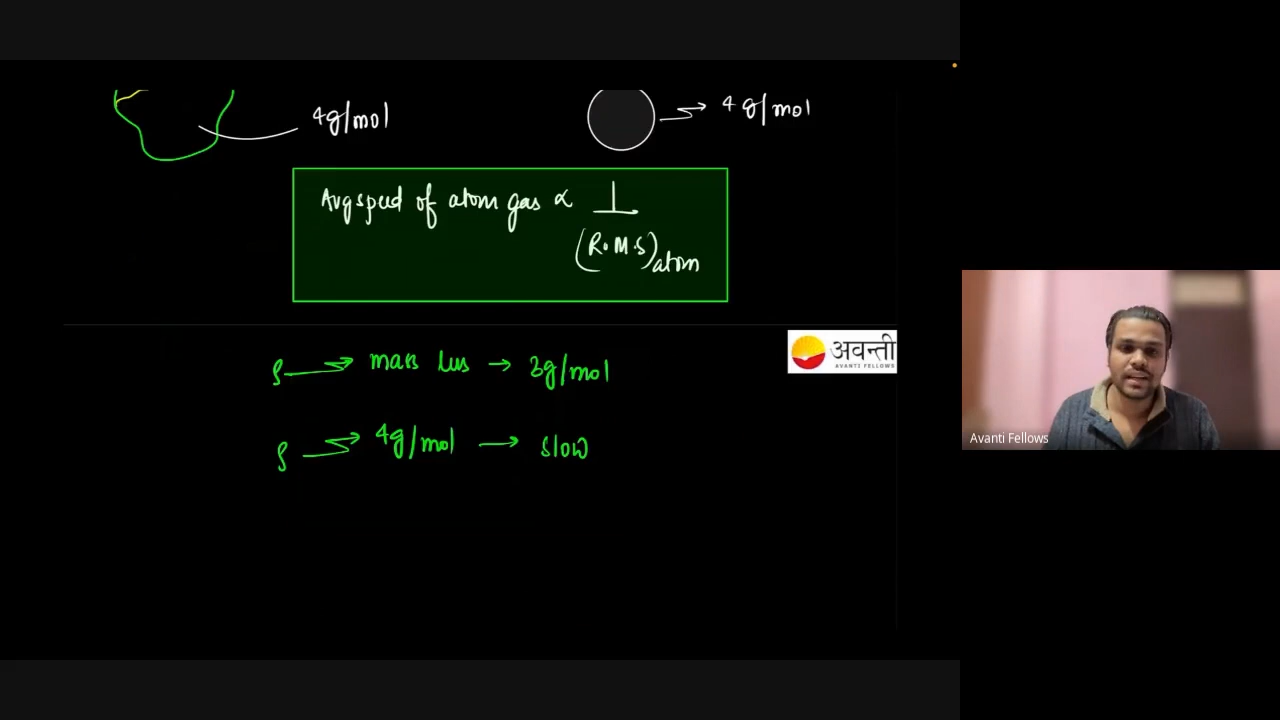 4g/mol
4g/mol
Avg speed of atom gas ∝ 1
(R.M.S)atom
अवन्ती
AVANTI FELLOWS
mass less → 3g/mol
4g/mol → slow
Avanti Fellows